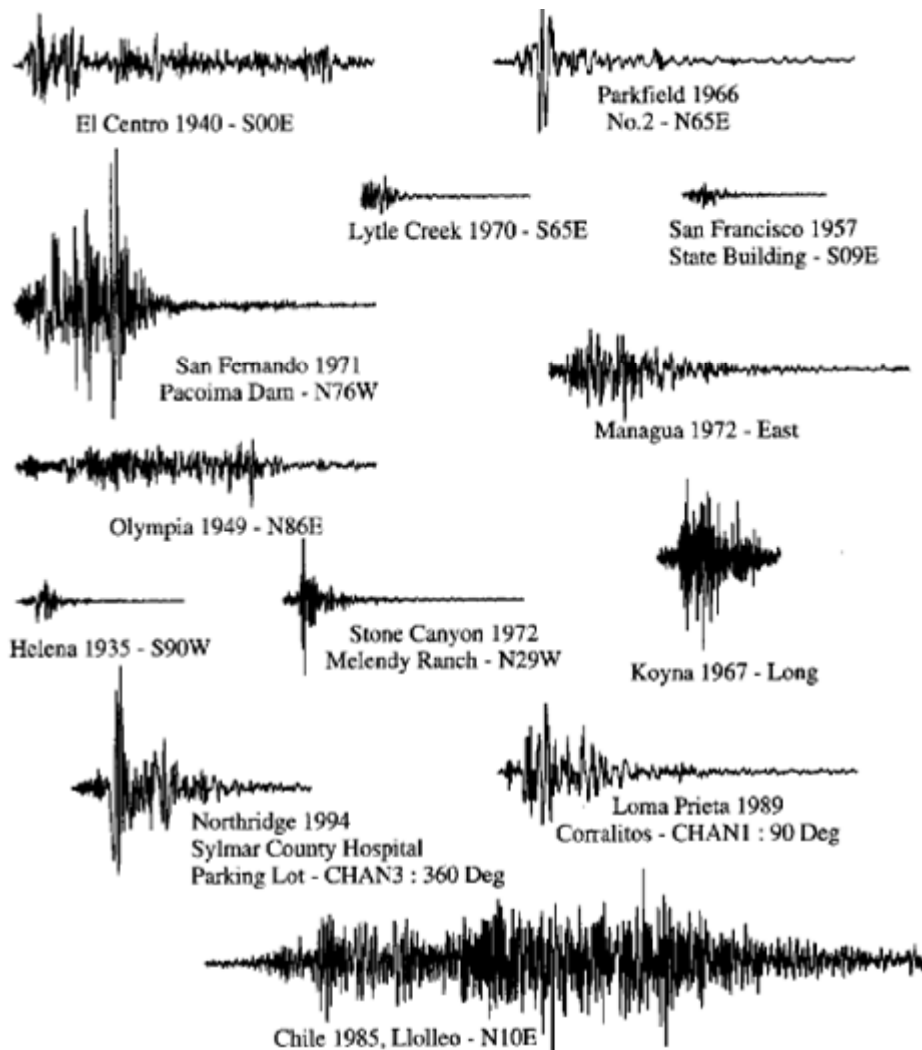 El Centro 1940 - S00E
Parkfield 1966
No.2 - N65E
Lytle Creek 1970 - S65E
San Francisco 1957
State Building - S09E
San Fernando 1971
Pacoima Dam - N76W
Managua 1972 - East
Olympia 1949 - N86E
Helena 1935 - S90W
Stone Canyon 1972
Melendy Ranch - N29W
Koyna 1967 - Long
Northridge 1994
Sylmar County Hospital
Parking Lot - CHAN3 : 360 Deg
Loma Prieta 1989
Corralitos - CHAN1 : 90 Deg
Chile 1985, Llolleo - N10E